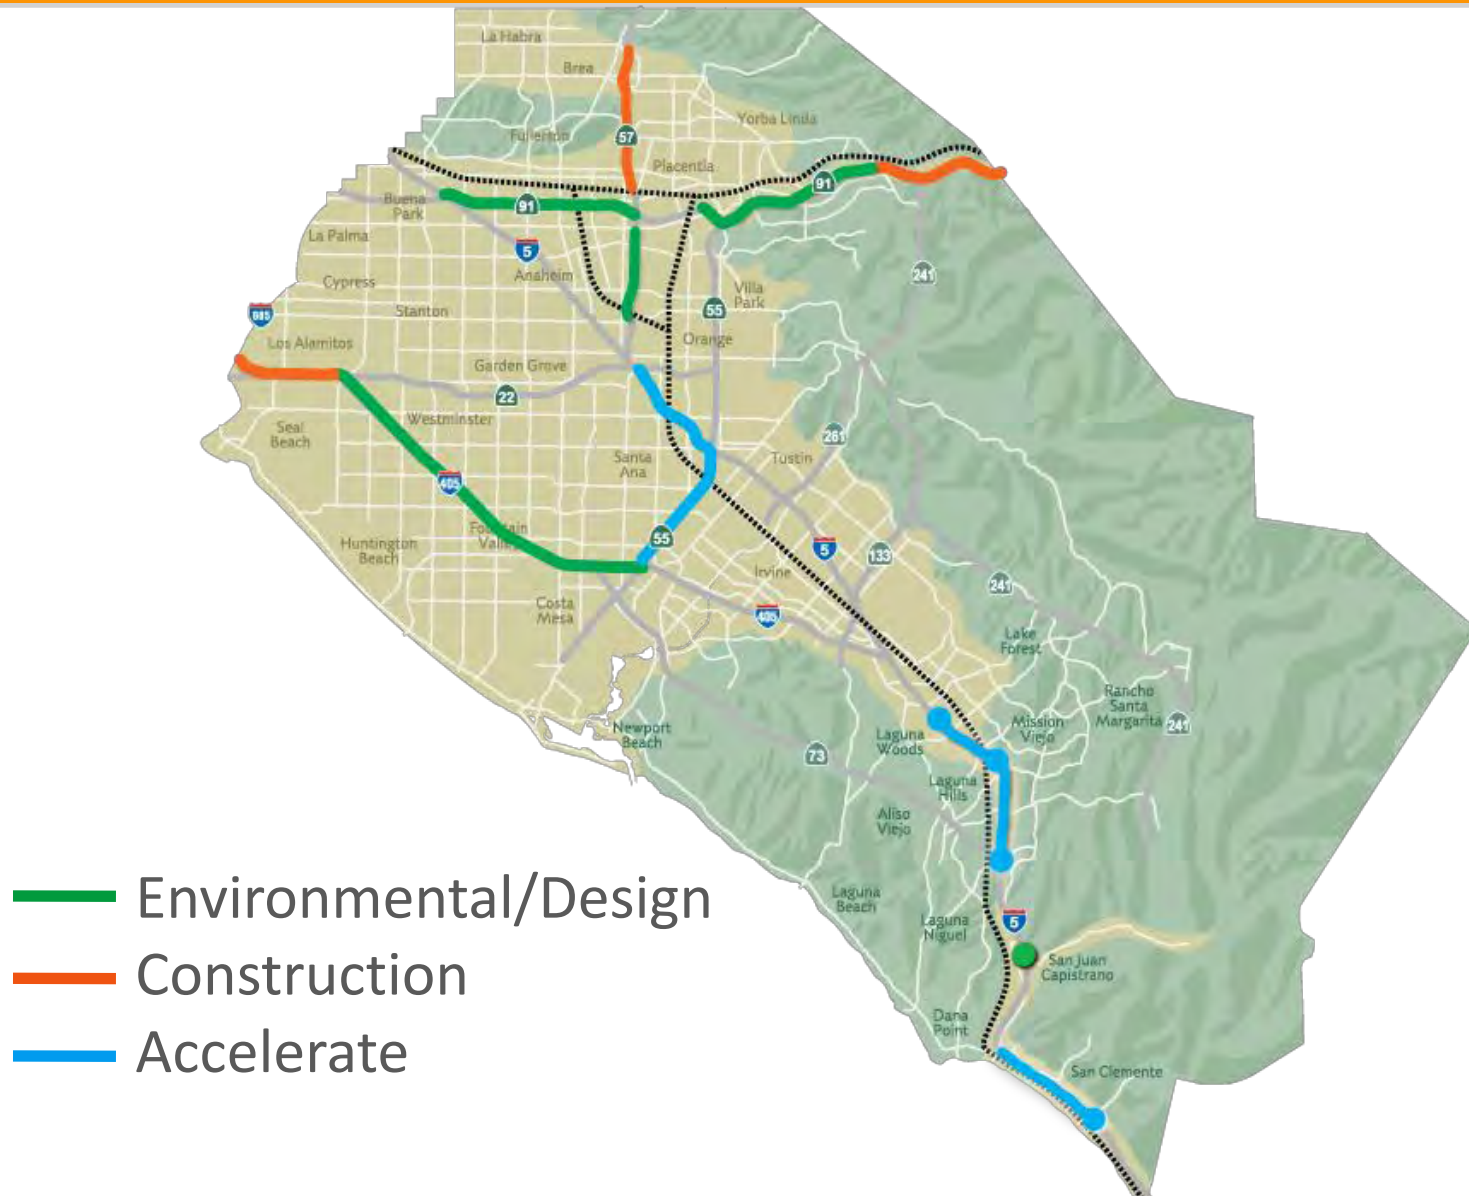 La Habra
Brea
Yorba Linda
Fullerton
57
Placentia
91
Buena
Park
91
La Palma
5
Anaheim
241
Cypress
Villa
Park
55
Stanton
Orange
Los Alamitos
Garden Grove
22
Westminster
Seal
Beach
261
Santa
Ana
Tustin
405
Fountain
Valley
55
Huntington
Beach
5
133
Irvine
241
Costa
Mesa
405
Lake
Forest
Rancho
Santa
Margarita
241
Newport
Beach
Mission
Viejo
Laguna
Woods
73
Laguna
Hills
Aliso
Viejo
Laguna
Beach
Laguna
Niguel
5
San Juan
Capistrano
Dana
Point
San Clemente
Environmental/Design
Construction
Accelerate